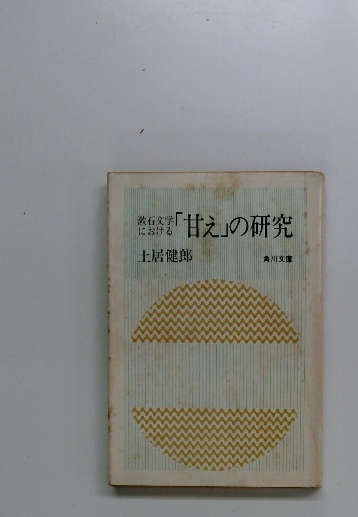 漱石文学
における「甘え」の研究
土居健郎
角川文庫